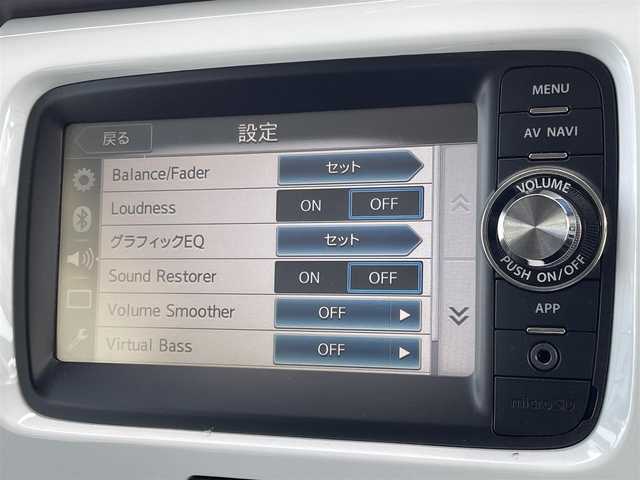 戻る
設定
Balance/Fader セット
Loudness ON OFF
グラフィックEQ セット
Sound Restorer ON OFF
Volume Smoother OFF
Virtual Bass OFF
MENU
AV NAVI
VOLUME
PUSH ON/OFF
APP
micro SD